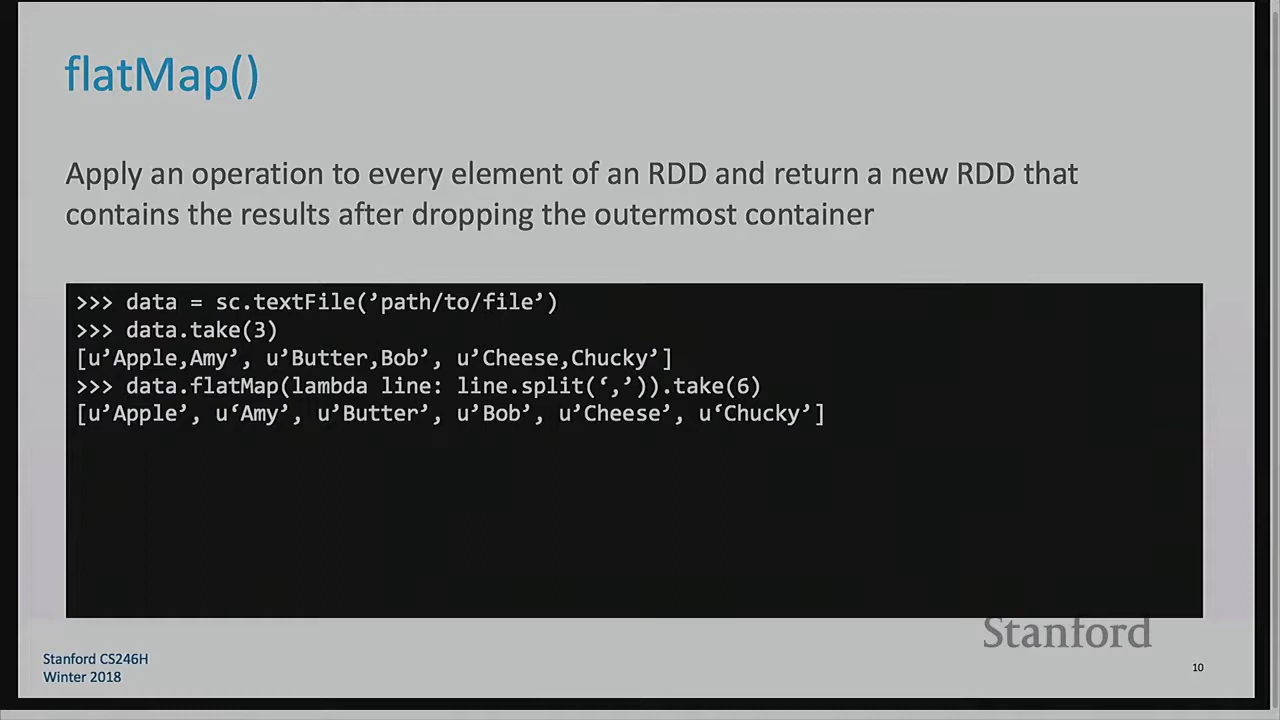 flatMap()
Apply an operation to every element of an RDD and return a new RDD that
contains the results after dropping the outermost container
>>> data = sc.textFile(’path/to/file’)
>>> data.take(3)
[u’Apple,Amy’, u’Butter,Bob’, u’Cheese,Chucky’]
>>> data.flatMap(lambda line: line.split(‘,’)).take(6)
[u’Apple’, u‘Amy’, u’Butter’, u’Bob’, u’Cheese’, u‘Chucky’]
Stanford
Stanford CS246H
Winter 2018
10